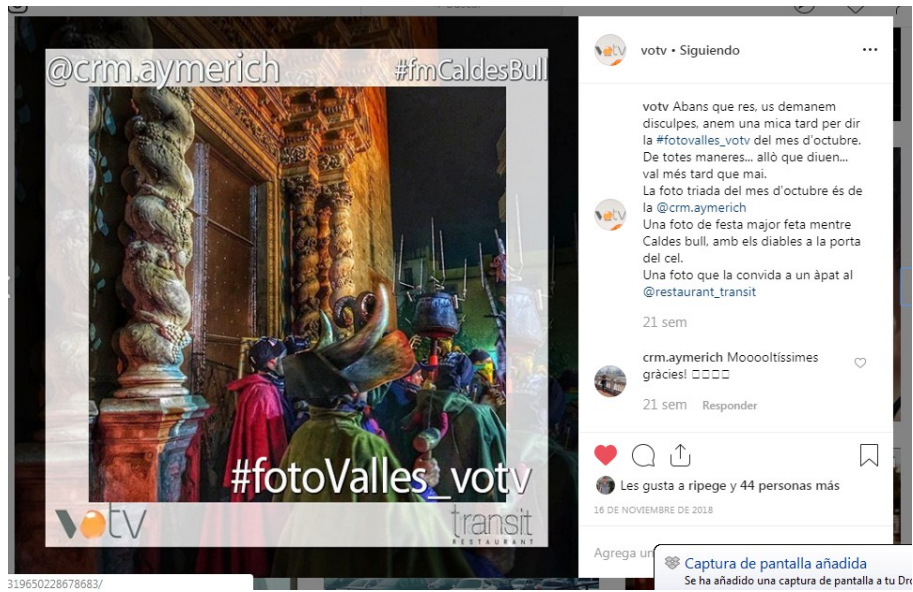 @crm.aymerich
#fmCaldesBull
#fotoValles_votv
votv
transit
RESTAURANT
votv • Siguiendo
votv Abans que res, us demanem
disculpes, anem una mica tard per dir
la #fotovalles_votv del mes d'octubre.
De totes maneres... allò que diuen...
val més tard que mai.
La foto triada del mes d'octubre és de
la @crm.aymerich
Una foto de festa major feta mentre
Caldes bull, amb els diables a la porta
del cel.
Una foto que la convida a un àpat al
@restaurant_transit
21 sem
crm.aymerich Mooooltíssimes
gràcies! □□□□
21 sem Responder
Les gusta a ripege y 44 personas más
16 DE NOVIEMBRE DE 2018
Agrega un
Captura de pantalla añadida
Se ha añadido una captura de pantalla a tu Dro
319650228678683/